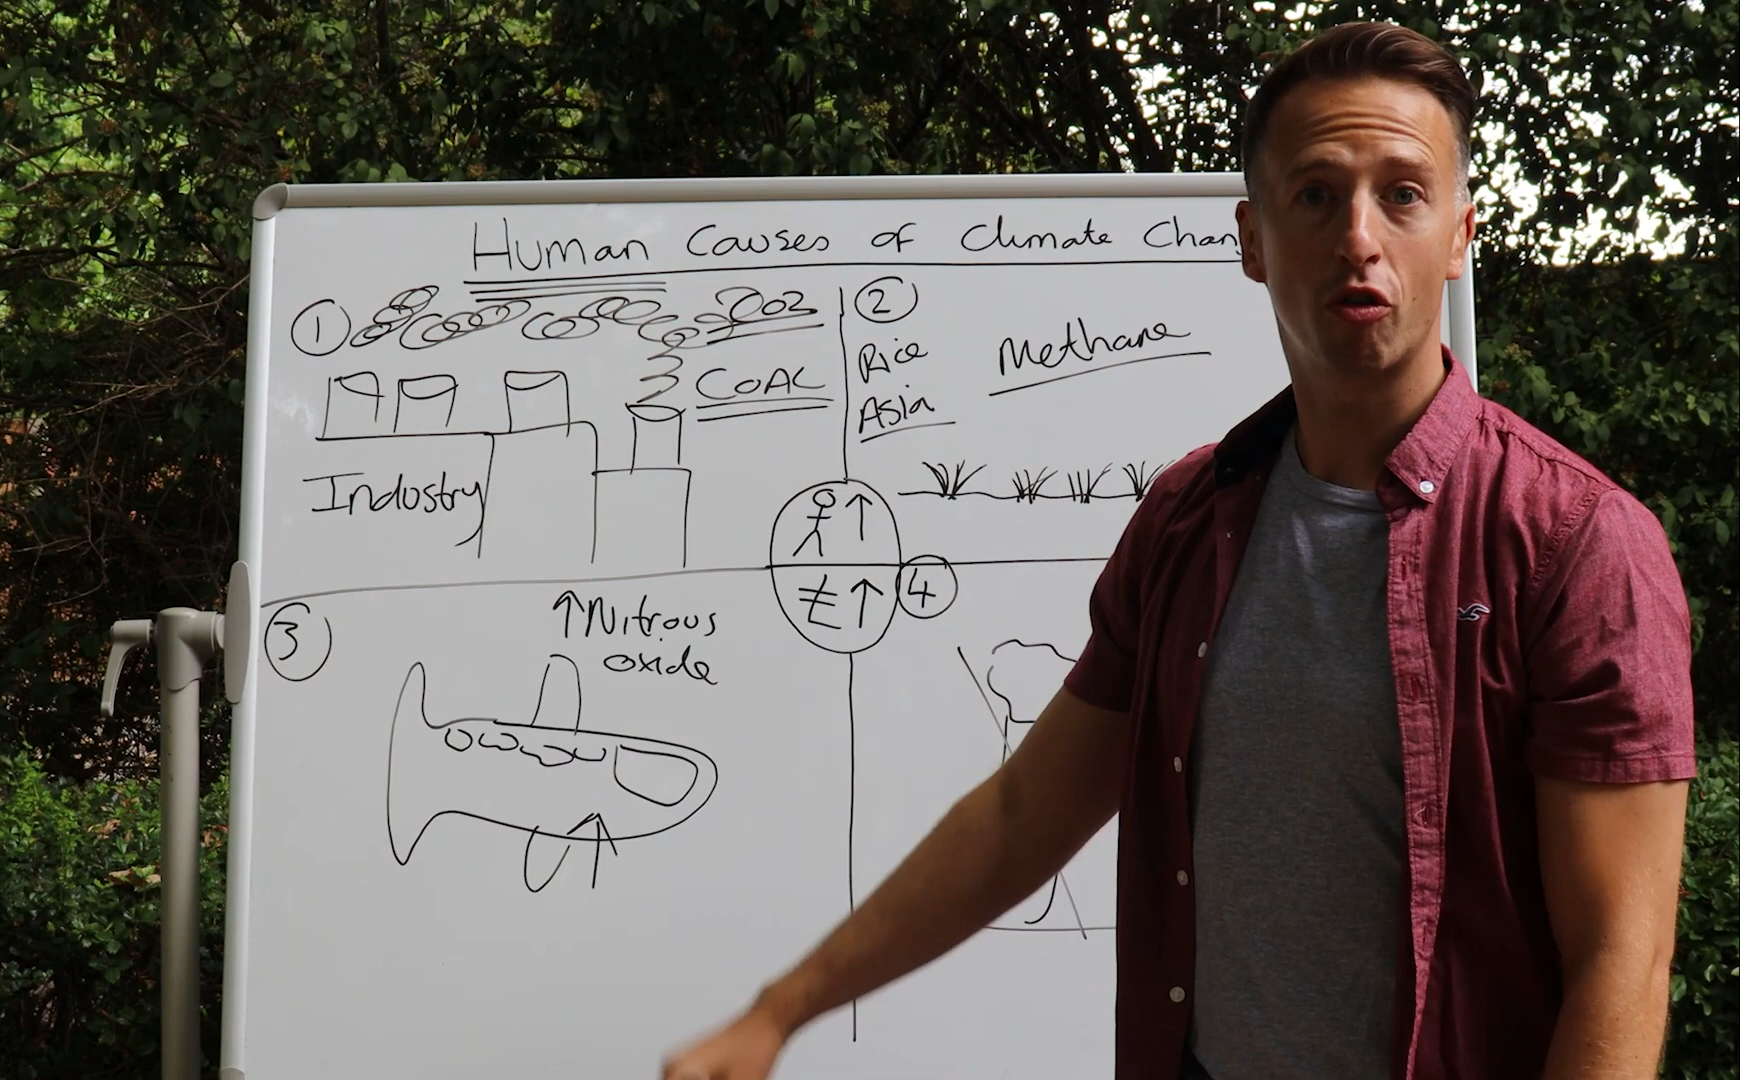 Human Causes of Climate Chan
1
CO2
COAL
Industry
2
Rice
Asia
Methane
↑
≠ ↑
3
↑Nitrous
oxide
4